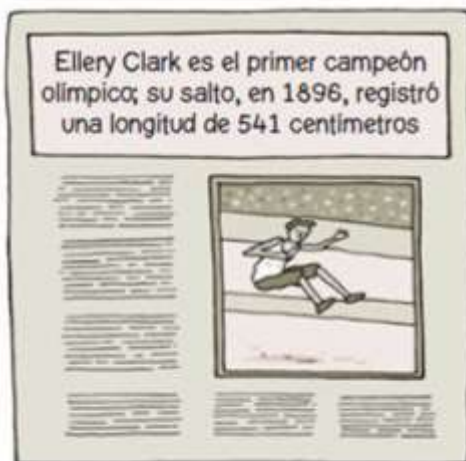 Ellery Clark es el primer campeón
olímpico; su salto, en 1896, registró
una longitud de 541 centímetros